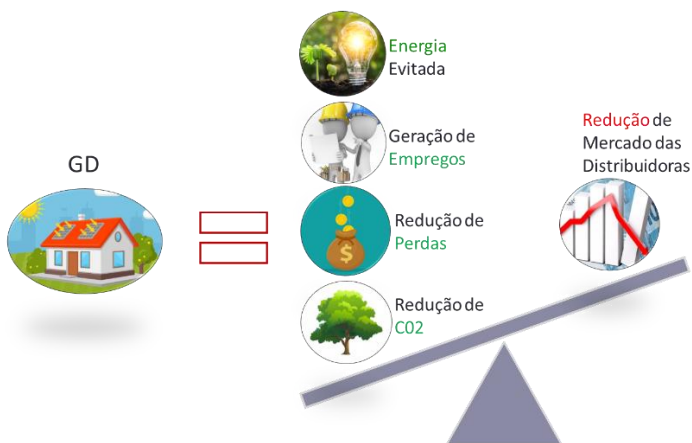 GD
Energia
Evitada
Geração de
Empregos
Redução de
Perdas
$
Redução de
C02
Redução de
Mercado das
Distribuidoras